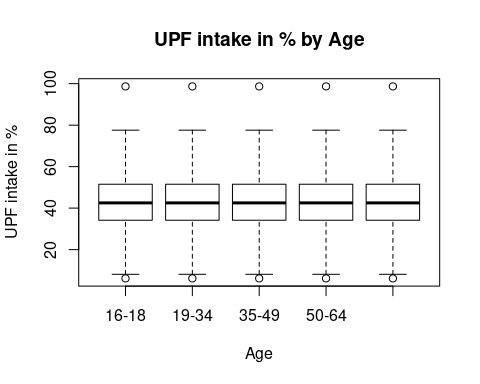 UPF intake in % by Age
UPF intake in %
100
80
60
40
20
16-18 19-34 35-49 50-64
Age